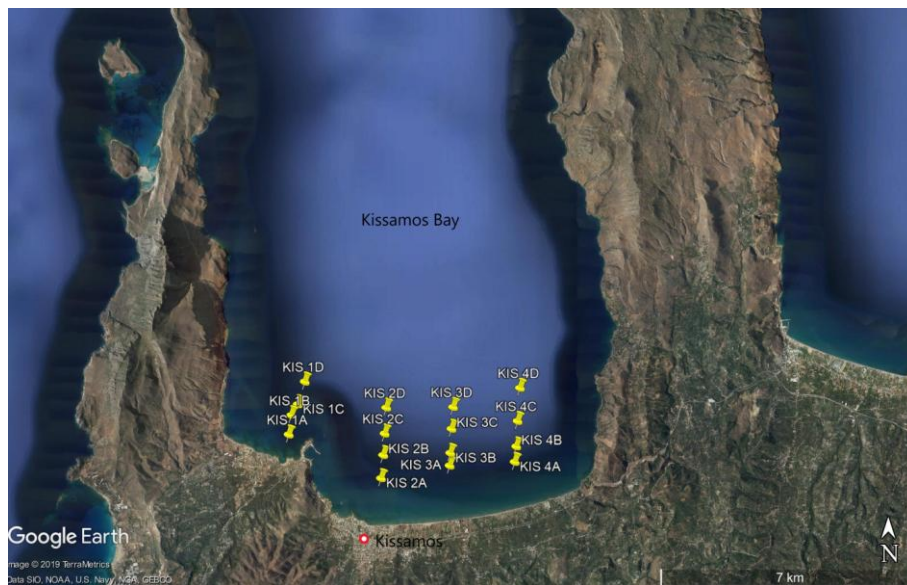 Kissamos Bay
KIS 1D
KIS 4D
KIS 2D
KIS 3D
KIS 1B
KIS 1C
KIS 4C
KIS 1A
KIS 2C
KIS 3C
KIS 4B
KIS 2B
KIS 3B
KIS 3A
KIS 4A
KIS 2A
Google Earth
Kissamos
N
Image © 2019 TerraMetrics
Data SIO, NOAA, U.S. Navy, NGA, GEBCO
7 km